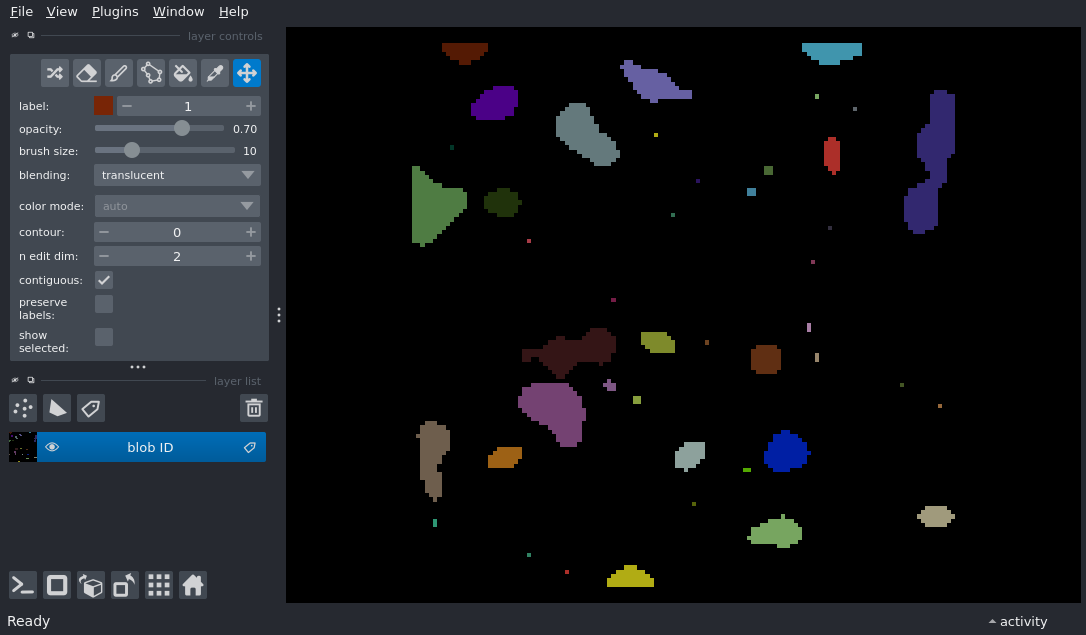 File View Plugins Window Help
layer controls
label: 1
opacity: 0.70
brush size: 10
blending: translucent
color mode: auto
contour: 0
n edit dim: 2
contiguous:
preserve
labels:
show
selected:
layer list
blob ID
Ready
activity